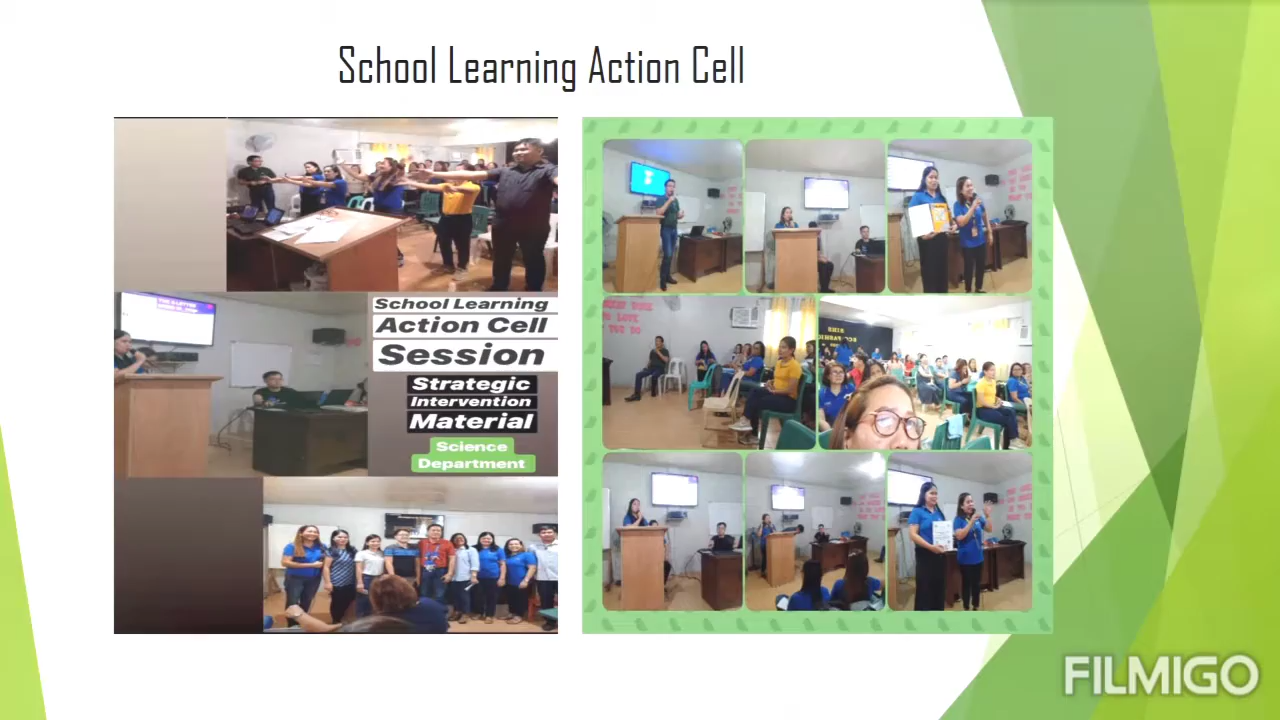 School Learning Action Cell
School Learning
Action Cell
Session
Strategic
Intervention
Material
Science
Department
FILMIGO